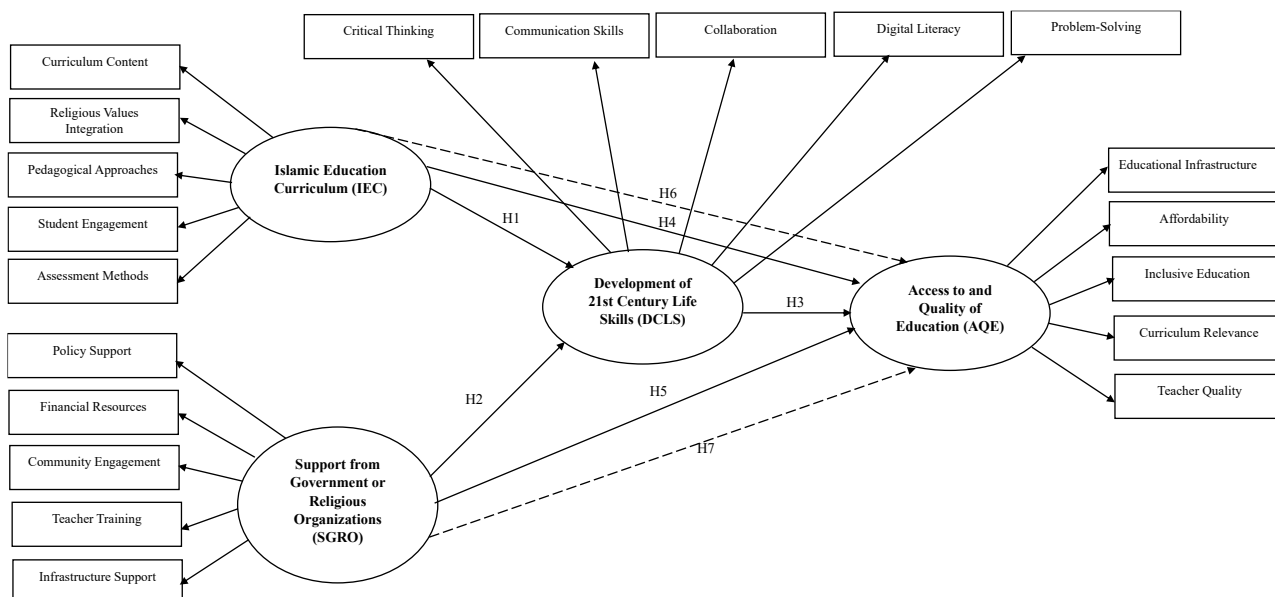 Critical Thinking
Communication Skills
Collaboration
Digital Literacy
Problem-Solving
Curriculum Content
Religious Values
Integration
Pedagogical Approaches
Student Engagement
Assessment Methods
Islamic Education
Curriculum (IEC)
H6
H4
H1
Development of
21st Century Life
Skills (DCLS)
H3
Access to and
Quality of
Education (AQE)
Educational Infrastructure
Affordability
Inclusive Education
Curriculum Relevance
Teacher Quality
Policy Support
Financial Resources
Community Engagement
Teacher Training
Infrastructure Support
Support from
Government or
Religious
Organizations
(SGRO)
H2
H5
H7